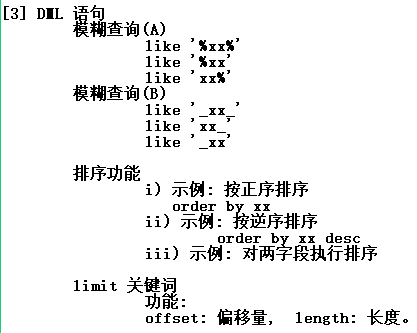 [3] DML 语句
模糊查询(A)
like '%xx%'
like '%xx'
like 'xx%'
模糊查询(B)
like '_xx_'
like 'xx_'
like '_xx'
排序功能
i) 示例: 按正序排序
order by xx
ii) 示例: 按逆序排序
order by xx desc
iii) 示例: 对两字段执行排序
limit 关键词
功能:
offset: 偏移量, length: 长度。